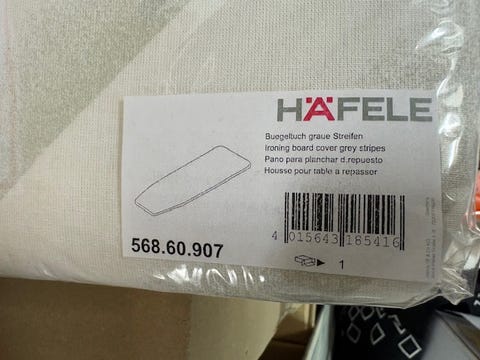 HÄFELE
Buegeltuch graue Streifen
Ironing board cover grey stripes
Pano para planchar d.repuesto
Housse pour table a repasser
4 015643 185416
568.60.907
1